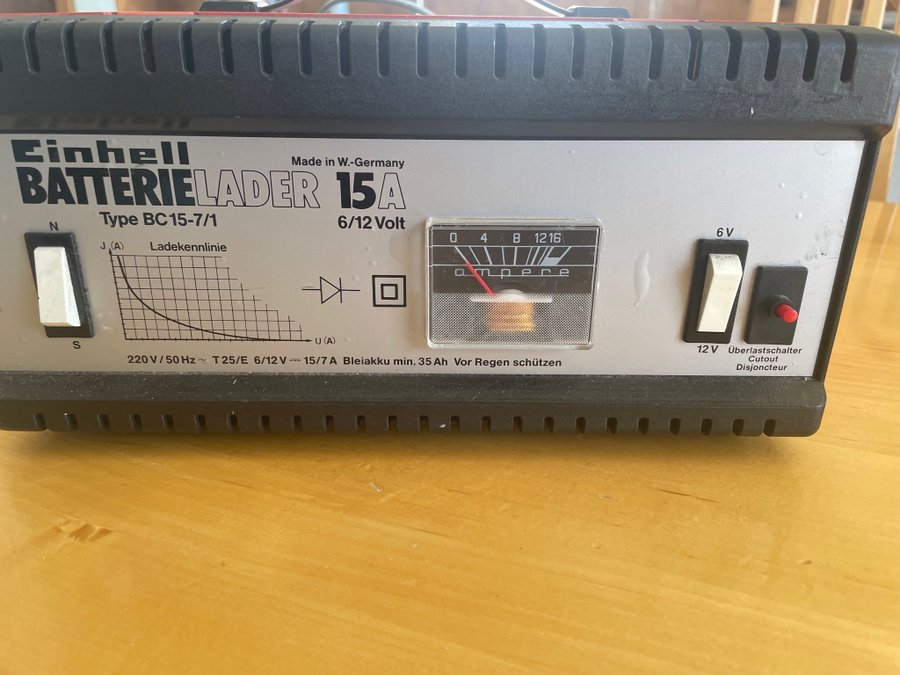 Einhell
Made in W.-Germany
BATTERIELADER 15A
Type BC 15-7/1
6/12 Volt
N
S
J (A)
Ladekennlinie
U (A)
0 4 8 12 16
ampere
6 V
12 V
Überlastschalter
Cutout
Disjoncteur
220 V / 50 Hz ~ T 25/E 6/12 V ⎓ 15/7 A Bleiakku min. 35 Ah Vor Regen schützen